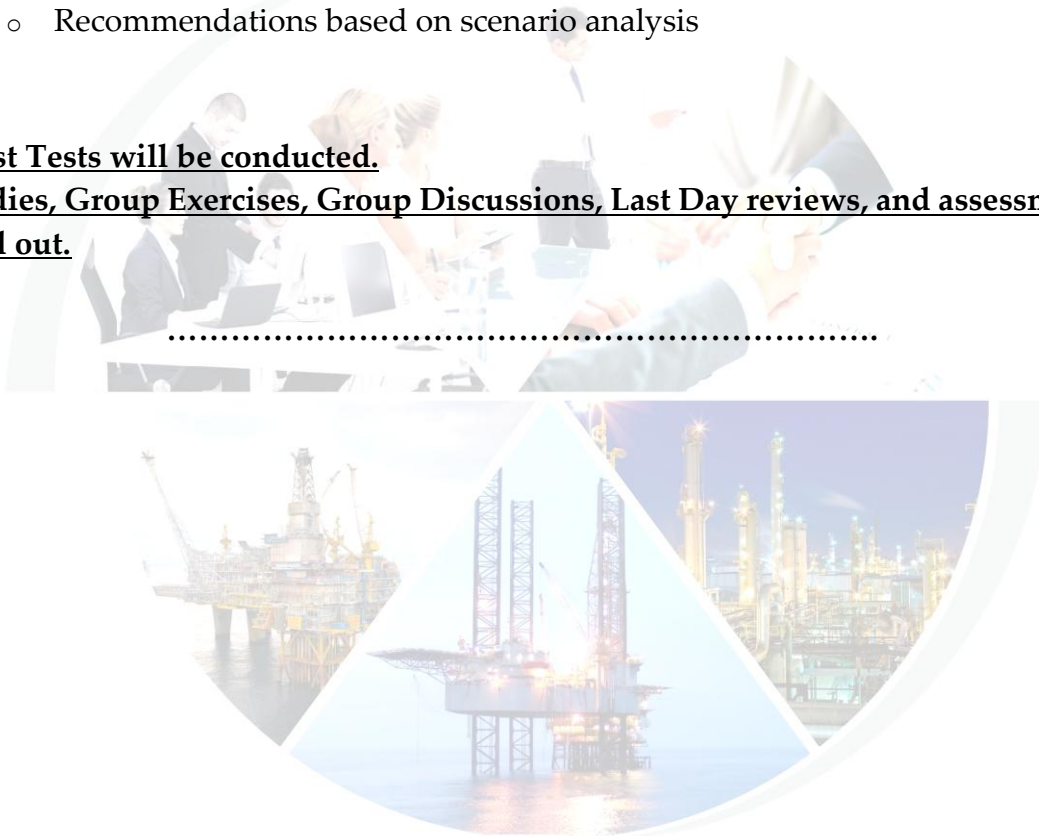 o Recommendations based on scenario analysis
st Tests will be conducted.
dies, Group Exercises, Group Discussions, Last Day reviews, and assessm
l out.
………………………………………………………….